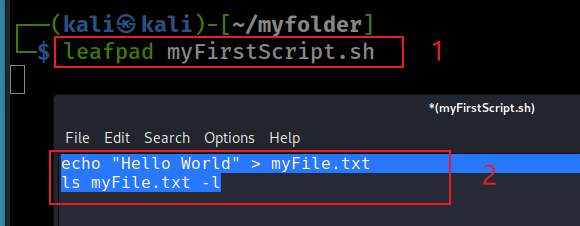 (kali㉿kali)-[~/myfolder]
$ leafpad myFirstScript.sh
1
*(myFirstScript.sh)
File Edit Search Options Help
echo "Hello World" > myFile.txt
ls myFile.txt -l
2